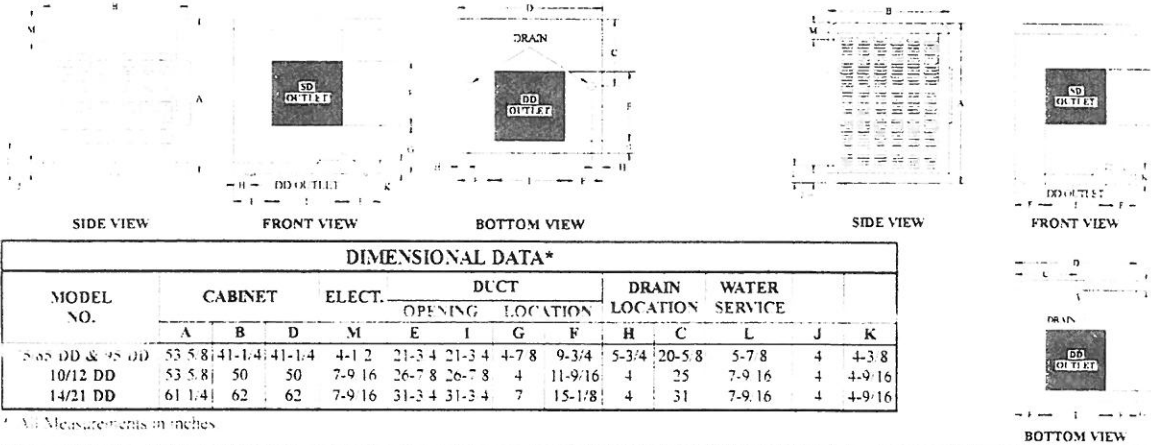 B
M
A
SD
OUTLET
DD OUTLET
H
K
G
SIDE VIEW
FRONT VIEW
D
DRAIN
C
DD
OUTLET
E
H
H
F
I
F
BOTTOM VIEW
B
M
A
L
SIDE VIEW
SD
OUTLET
DD OUTLET
F
I
F
FRONT VIEW
D
DRAIN
DD
OUTLET
BOTTOM VIEW
DIMENSIONAL DATA*
MODEL NO. CABINET ELECT. DUCT DRAIN LOCATION WATER SERVICE
OPENING LOCATION
A B D M E I G F H C L J K
DD & 95 DD 53 5/8 41-1/4 41-1/4 4-1/2 21-3/4 21-3/4 4-7/8 9-3/4 5-3/4 20-5/8 5-7/8 4 4-3/8
10/12 DD 53 5/8 50 50 7-9/16 26-7/8 26-7/8 4 11-9/16 4 25 7-9/16 4 4-9/16
14/21 DD 61 1/4 62 62 7-9/16 31-3/4 31-3/4 7 15-1/8 4 31 7-9/16 4 4-9/16
* All Measurements in inches